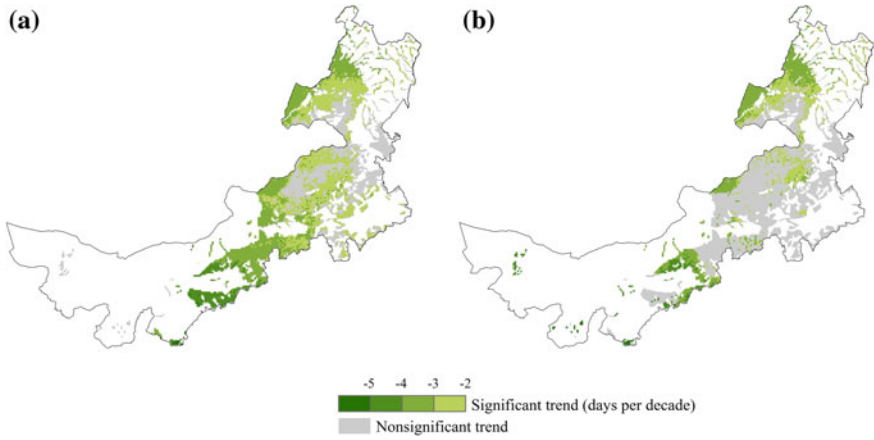 (a) (b)
-5 -4 -3 -2
Significant trend (days per decade)
Nonsignificant trend